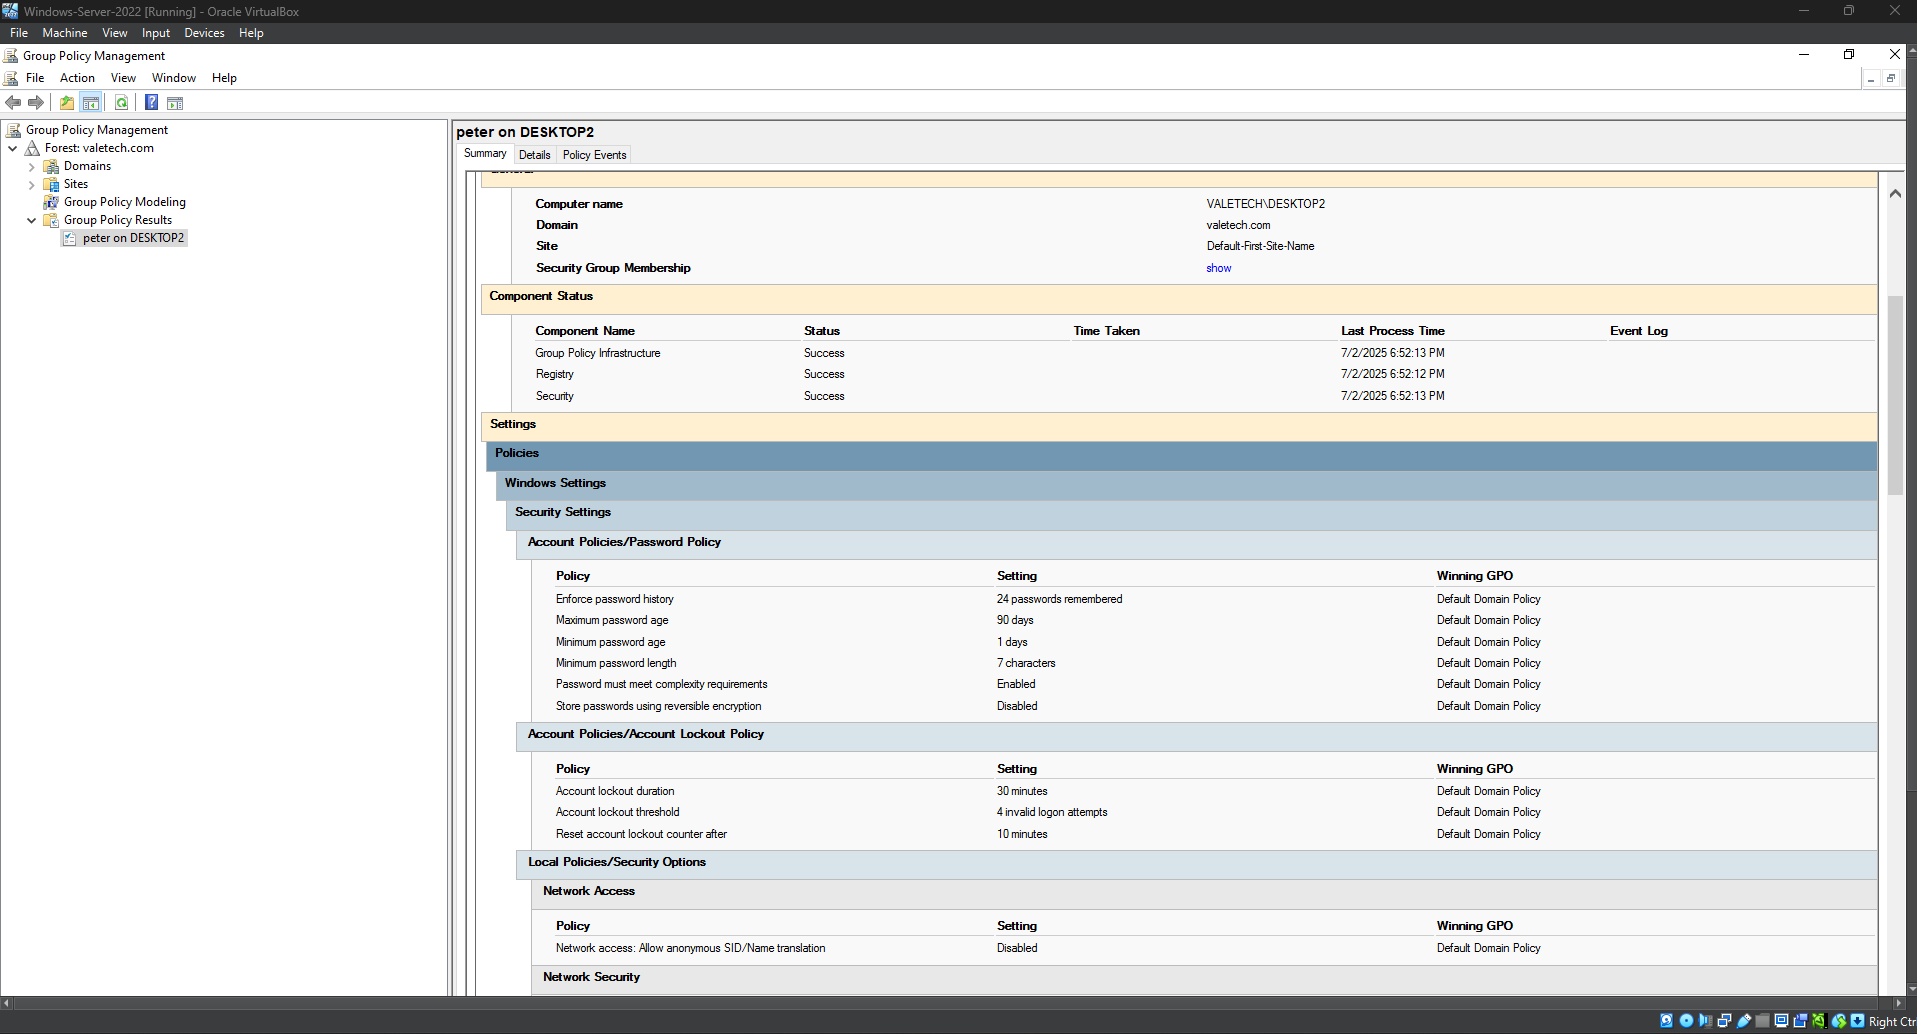 Windows-Server-2022 [Running] - Oracle VirtualBox
File Machine View Input Devices Help
Group Policy Management
File Action View Window Help
Group Policy Management
Forest: valetech.com
Domains
Sites
Group Policy Modeling
Group Policy Results
peter on DESKTOP2
peter on DESKTOP2
Summary Details Policy Events
General
Computer name VALETECH\DESKTOP2
Domain valetech.com
Site Default-First-Site-Name
Security Group Membership show
Component Status
Component Name Status Time Taken Last Process Time Event Log
Group Policy Infrastructure Success 7/2/2025 6:52:13 PM
Registry Success 7/2/2025 6:52:12 PM
Security Success 7/2/2025 6:52:13 PM
Settings
Policies
Windows Settings
Security Settings
Account Policies/Password Policy
Policy Setting Winning GPO
Enforce password history 24 passwords remembered Default Domain Policy
Maximum password age 90 days Default Domain Policy
Minimum password age 1 days Default Domain Policy
Minimum password length 7 characters Default Domain Policy
Password must meet complexity requirements Enabled Default Domain Policy
Store passwords using reversible encryption Disabled Default Domain Policy
Account Policies/Account Lockout Policy
Policy Setting Winning GPO
Account lockout duration 30 minutes Default Domain Policy
Account lockout threshold 4 invalid logon attempts Default Domain Policy
Reset account lockout counter after 10 minutes Default Domain Policy
Local Policies/Security Options
Network Access
Policy Setting Winning GPO
Network access: Allow anonymous SID/Name translation Disabled Default Domain Policy
Network Security
Right Ctr